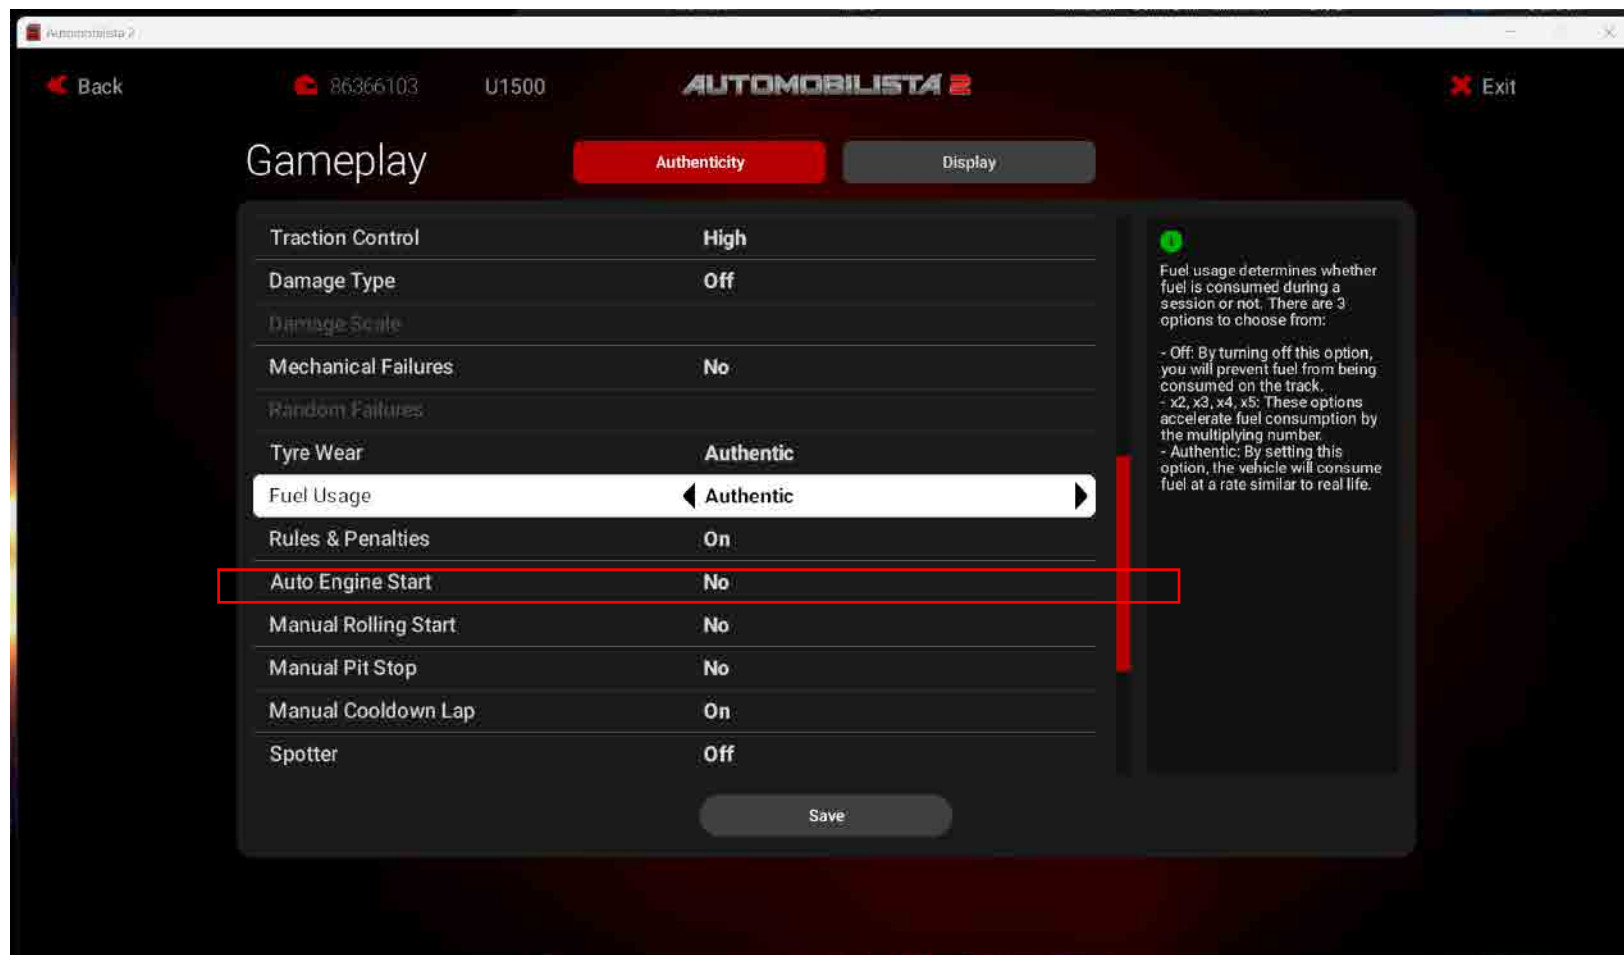 Automobilista 2
Back
86366103
U1500
AUTOMOBILISTA 2
Exit
Gameplay
Authenticity
Display
Traction Control
High
Damage Type
Off
Damage Scale
Mechanical Failures
No
Random Failures
Tyre Wear
Authentic
Fuel Usage
Authentic
Rules & Penalties
On
Auto Engine Start
No
Manual Rolling Start
No
Manual Pit Stop
No
Manual Cooldown Lap
On
Spotter
Off
Save
Fuel usage determines whether
fuel is consumed during a
session or not. There are 3
options to choose from:
- Off: By turning off this option,
you will prevent fuel from being
consumed on the track.
- x2, x3, x4, x5: These options
accelerate fuel consumption by
the multiplying number.
- Authentic: By setting this
option, the vehicle will consume
fuel at a rate similar to real life.